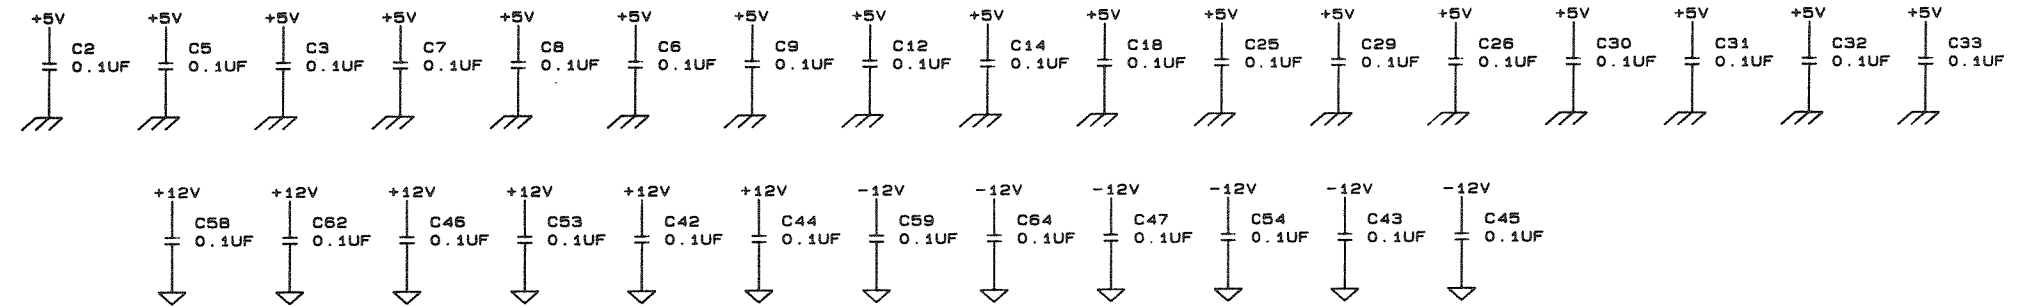 +5V +5V +5V +5V +5V +5V +5V +5V +5V +5V +5V +5V +5V +5V +5V +5V +5V
C2 C5 C3 C7 C8 C6 C9 C12 C14 C18 C25 C29 C26 C30 C31 C32 C33
0.1UF 0.1UF 0.1UF 0.1UF 0.1UF 0.1UF 0.1UF 0.1UF 0.1UF 0.1UF 0.1UF 0.1UF 0.1UF 0.1UF 0.1UF 0.1UF 0.1UF
+12V +12V +12V +12V +12V +12V -12V -12V -12V -12V -12V -12V
C58 C62 C46 C53 C42 C44 C59 C64 C47 C54 C43 C45
0.1UF 0.1UF 0.1UF 0.1UF 0.1UF 0.1UF 0.1UF 0.1UF 0.1UF 0.1UF 0.1UF 0.1UF